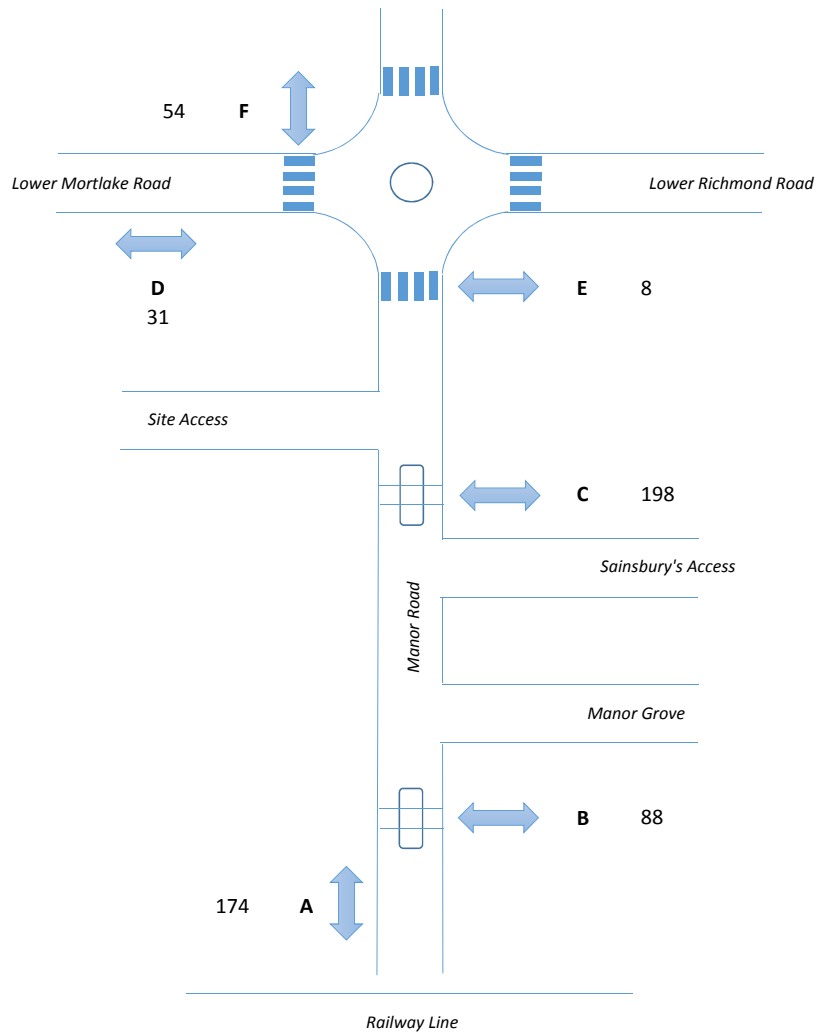 54 F
Lower Mortlake Road
Lower Richmond Road
D
31
E 8
Site Access
C 198
Sainsbury's Access
Manor Road
Manor Grove
B 88
174 A
Railway Line